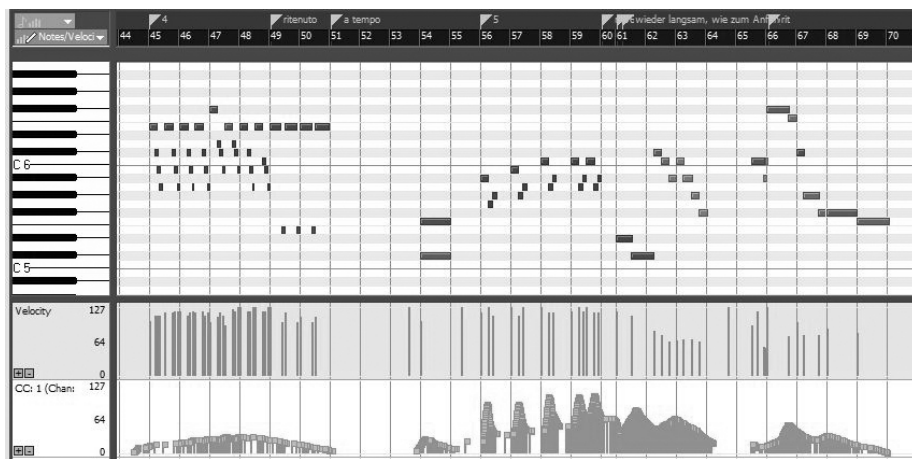 4 ritenuto a tempo 5 wieder langsam, wie zum rit
Notes/Veloci
44 45 46 47 48 49 50 51 52 53 54 55 56 57 58 59 60 61 62 63 64 65 66 67 68 69 70
C 6
C 5
Velocity 127
64
0
CC: 1 (Chan: 127
64
0